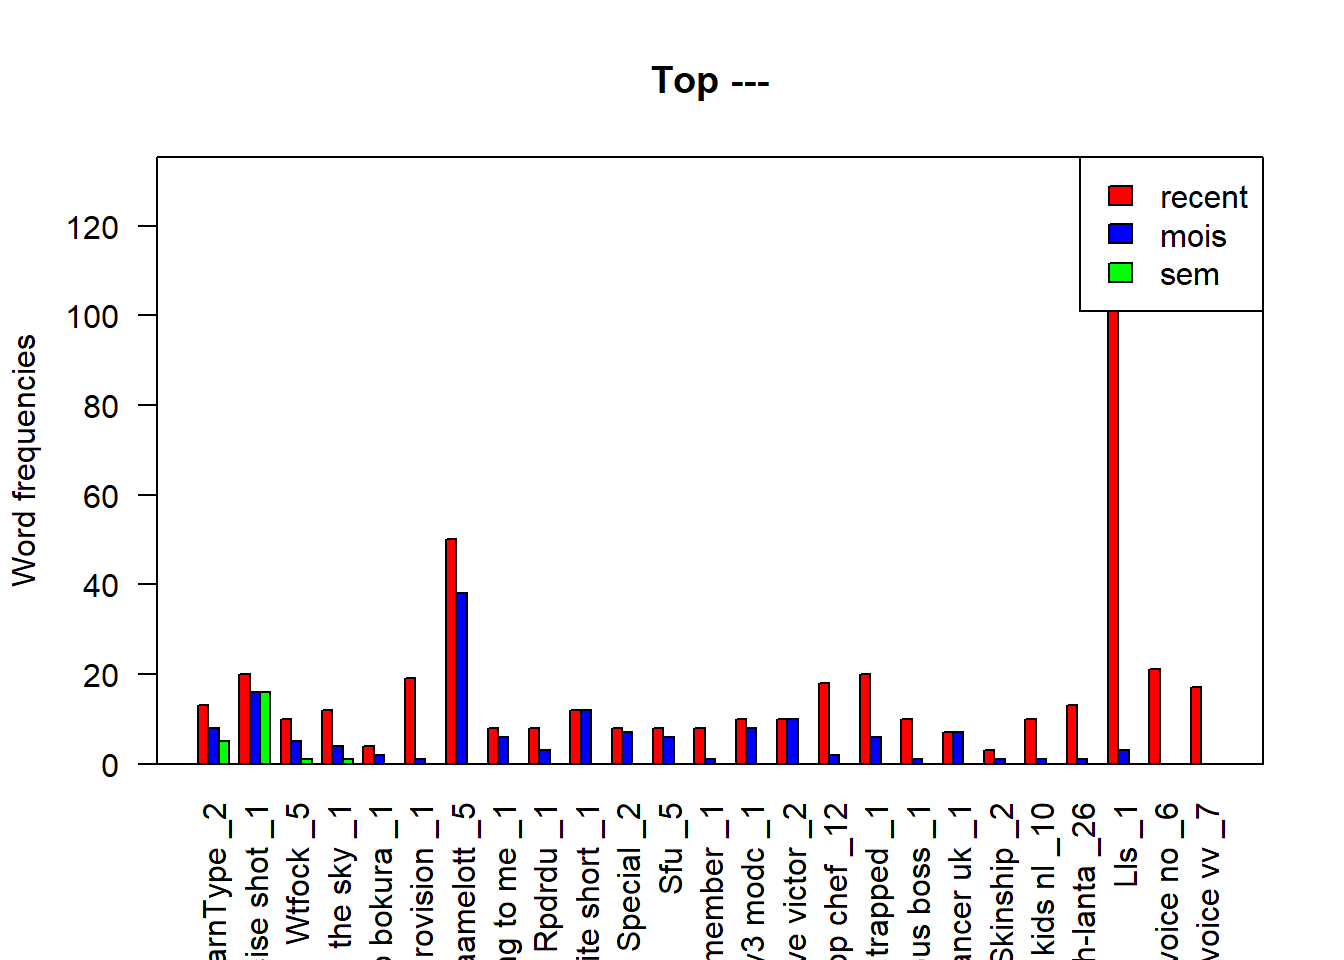 Top ---
Word frequencies
120
100
80
60
40
20
0
recent
mois
sem
arnType _2
ise shot _1
Wtfock _5
the sky _1
bokura _1
rovision _1
aamelott _5
ng to me _1
Rpdrdu _1
ite short _1
Special _2
Sfu _5
member _1
y3 modc _1
ve victor _2
op chef _12
trapped _1
ous boss _1
ancer uk _1
Skinship _2
kids nl _10
h-lanta _26
Lls _1
voice no _6
voice vv _7